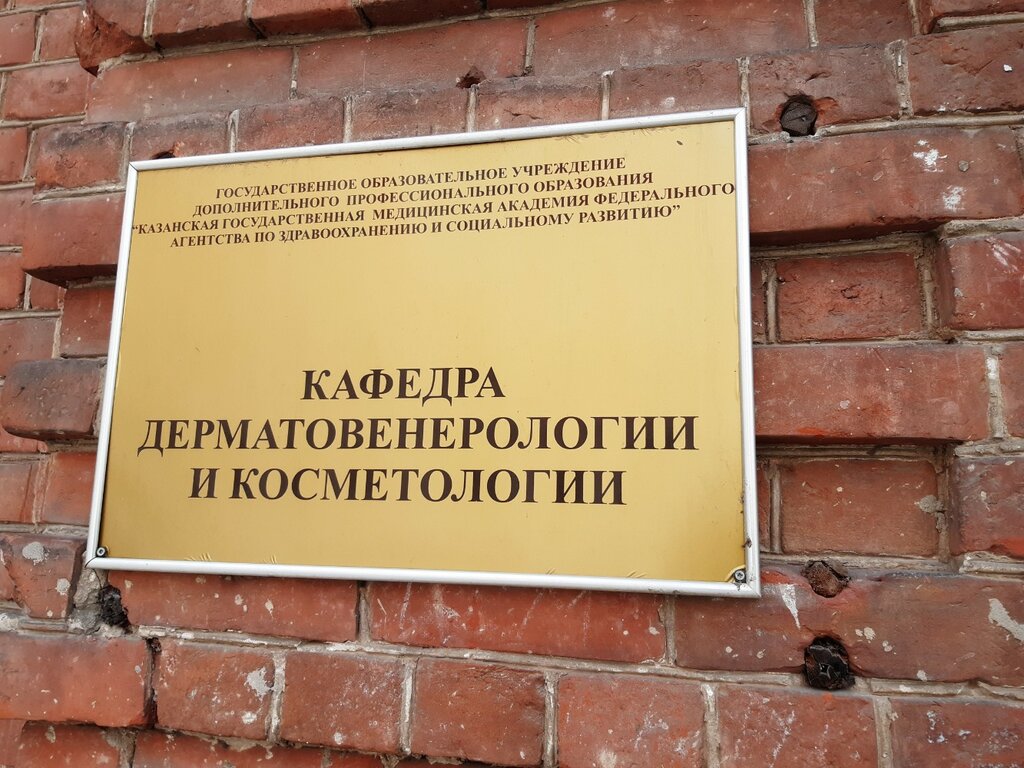 ГОСУДАРСТВЕННОЕ ОБРАЗОВАТЕЛЬНОЕ УЧРЕЖДЕНИЕ
ДОПОЛНИТЕЛЬНОГО ПРОФЕССИОНАЛЬНОГО ОБРАЗОВАНИЯ
“КАЗАНСКАЯ ГОСУДАРСТВЕННАЯ МЕДИЦИНСКАЯ АКАДЕМИЯ ФЕДЕРАЛЬНОГО
АГЕНТСТВА ПО ЗДРАВООХРАНЕНИЮ И СОЦИАЛЬНОМУ РАЗВИТИЮ”
КАФЕДРА
ДЕРМАТОВЕНЕРОЛОГИИ
И КОСМЕТОЛОГИИ